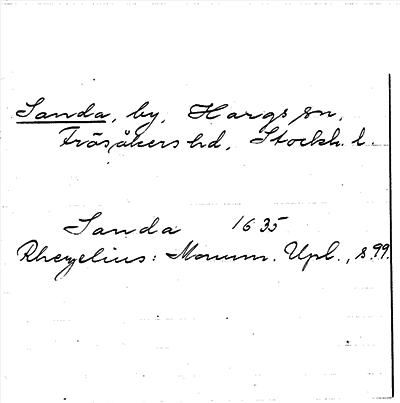 Sanda, by, Hargs sn,
Frösåkers hd, Stockh. l.
Sanda 1635
Rhezelius: Monum. Upl., s. 99.